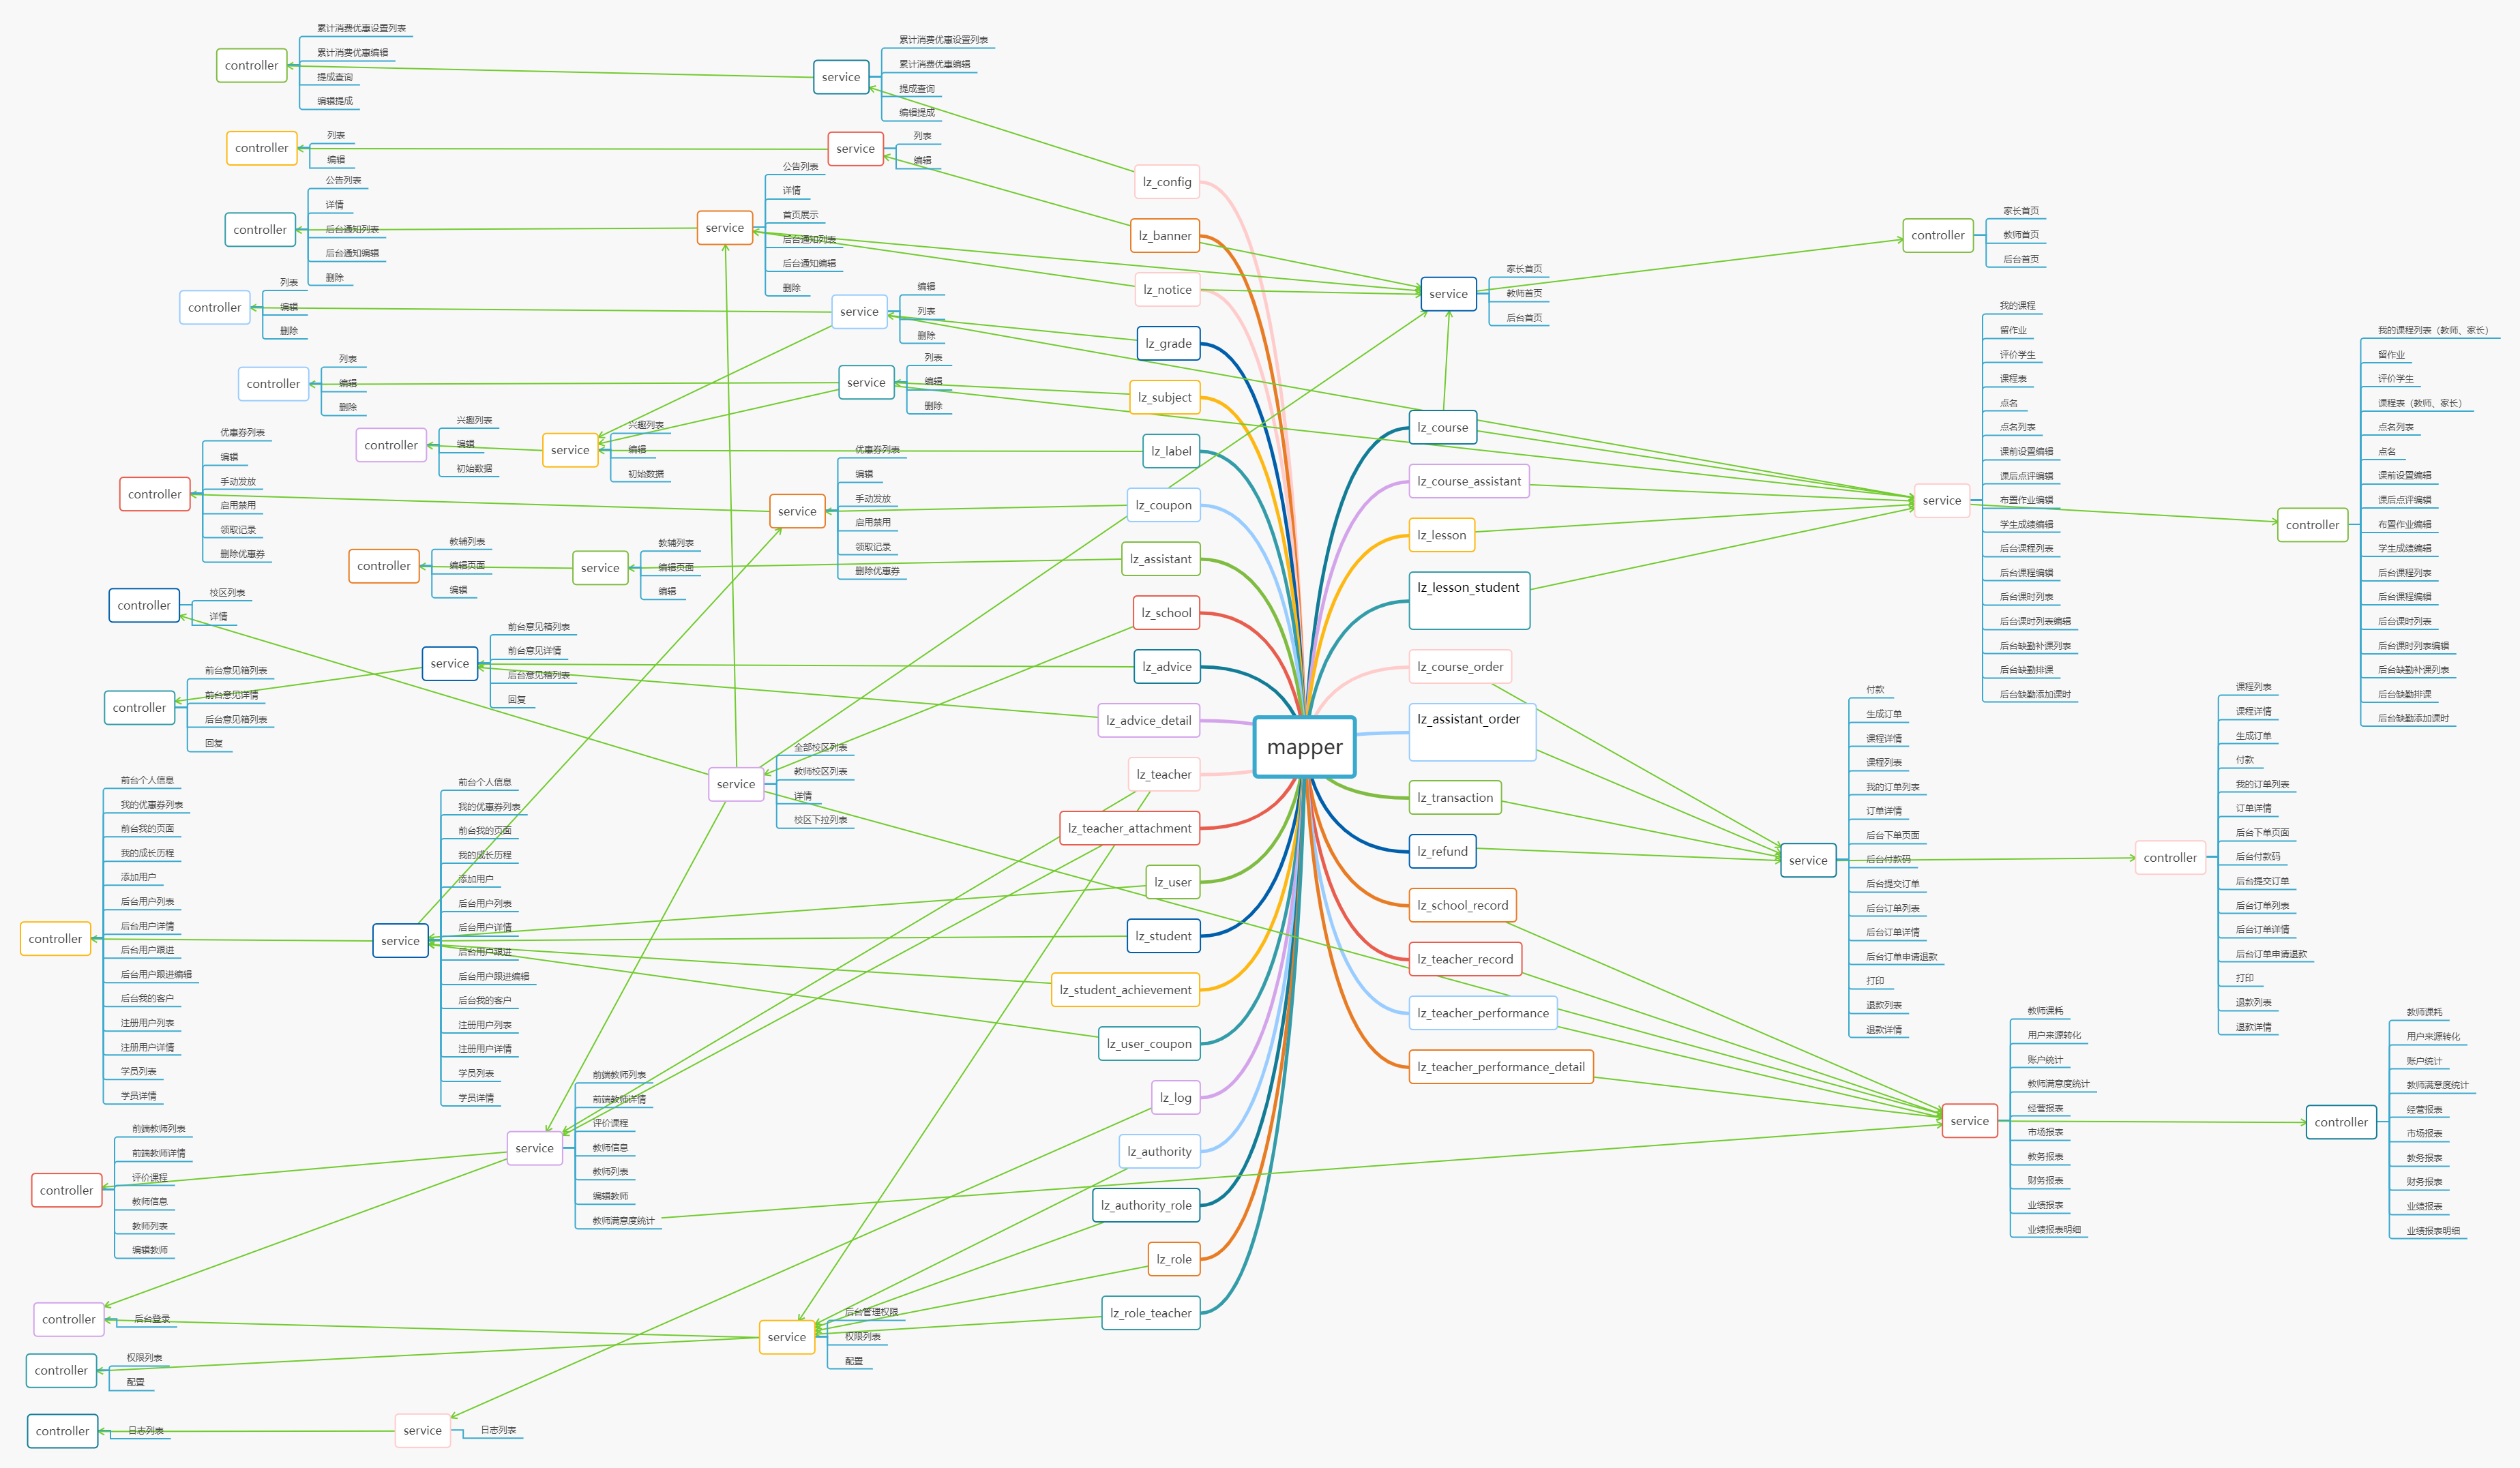 controller
累计消费优惠设置列表
累计消费优惠编辑
提成查询
编辑提成
service
累计消费优惠设置列表
累计消费优惠编辑
提成查询
编辑提成
controller
列表
编辑
service
列表
编辑
controller
公告列表
详情
后台通知列表
后台通知编辑
删除
service
公告列表
详情
首页展示
后台通知列表
后台通知编辑
删除
controller
列表
编辑
删除
service
编辑
列表
删除
controller
列表
编辑
删除
service
列表
编辑
删除
controller
兴趣列表
编辑
初始数据
service
兴趣列表
编辑
初始数据
controller
优惠券列表
编辑
手动发放
启用禁用
领取记录
删除优惠券
service
优惠券列表
编辑
手动发放
启用禁用
领取记录
删除优惠券
controller
教辅列表
编辑页面
编辑
service
教辅列表
编辑页面
编辑
controller
校区列表
详情
service
前台意见箱列表
前台意见详情
后台意见箱列表
回复
controller
前台意见箱列表
前台意见详情
后台意见箱列表
回复
service
全部校区列表
教师校区列表
详情
校区下拉列表
controller
前台个人信息
我的优惠券列表
前台我的页面
我的成长历程
添加用户
后台用户列表
后台用户详情
后台用户跟进
后台用户跟进编辑
后台我的客户
注册用户列表
注册用户详情
学员列表
学员详情
service
前台个人信息
我的优惠券列表
前台我的页面
我的成长历程
添加用户
后台用户列表
后台用户详情
后台用户跟进
后台用户跟进编辑
后台我的客户
注册用户列表
注册用户详情
学员列表
学员详情
service
前端教师列表
前端教师详情
评价课程
教师信息
教师列表
编辑教师
教师满意度统计
controller
前端教师列表
前端教师详情
评价课程
教师信息
教师列表
编辑教师
controller
后台登录
service
后台管理权限
权限列表
配置
controller
权限列表
配置
controller
日志列表
service
日志列表
lz_config
lz_banner
lz_notice
lz_grade
lz_subject
lz_label
lz_coupon
lz_assistant
lz_school
lz_advice
lz_advice_detail
lz_teacher
lz_teacher_attachment
lz_user
lz_student
lz_student_achievement
lz_user_coupon
lz_log
lz_authority
lz_authority_role
lz_role
lz_role_teacher
mapper
lz_course
lz_course_assistant
lz_lesson
lz_lesson_student
lz_course_order
lz_assistant_order
lz_transaction
lz_refund
lz_school_record
lz_teacher_record
lz_teacher_performance
lz_teacher_performance_detail
service
家长首页
教师首页
后台首页
controller
家长首页
教师首页
后台首页
service
我的课程
留作业
评价学生
课程表
点名
点名列表
课前设置编辑
课后点评编辑
布置作业编辑
学生成绩编辑
后台课程列表
后台课程编辑
后台课时列表
后台课时列表编辑
后台缺勤补课列表
后台缺勤排课
后台缺勤添加课时
controller
我的课程列表（教师、家长）
留作业
评价学生
课程表（教师、家长）
点名列表
点名
课前设置编辑
课后点评编辑
布置作业编辑
学生成绩编辑
后台课程列表
后台课程编辑
后台课时列表
后台课时列表编辑
后台缺勤补课列表
后台缺勤排课
后台缺勤添加课时
service
付款
生成订单
课程详情
课程列表
我的订单列表
订单详情
后台下单页面
后台付款码
后台提交订单
后台订单列表
后台订单详情
后台订单申请退款
打印
退款列表
退款详情
controller
课程列表
课程详情
生成订单
付款
我的订单列表
订单详情
后台下单页面
后台付款码
后台提交订单
后台订单列表
后台订单详情
后台订单申请退款
打印
退款列表
退款详情
service
教师课耗
用户来源转化
账户统计
教师满意度统计
经营报表
市场报表
教务报表
财务报表
业绩报表
业绩报表明细
controller
教师课耗
用户来源转化
账户统计
教师满意度统计
经营报表
市场报表
教务报表
财务报表
业绩报表
业绩报表明细